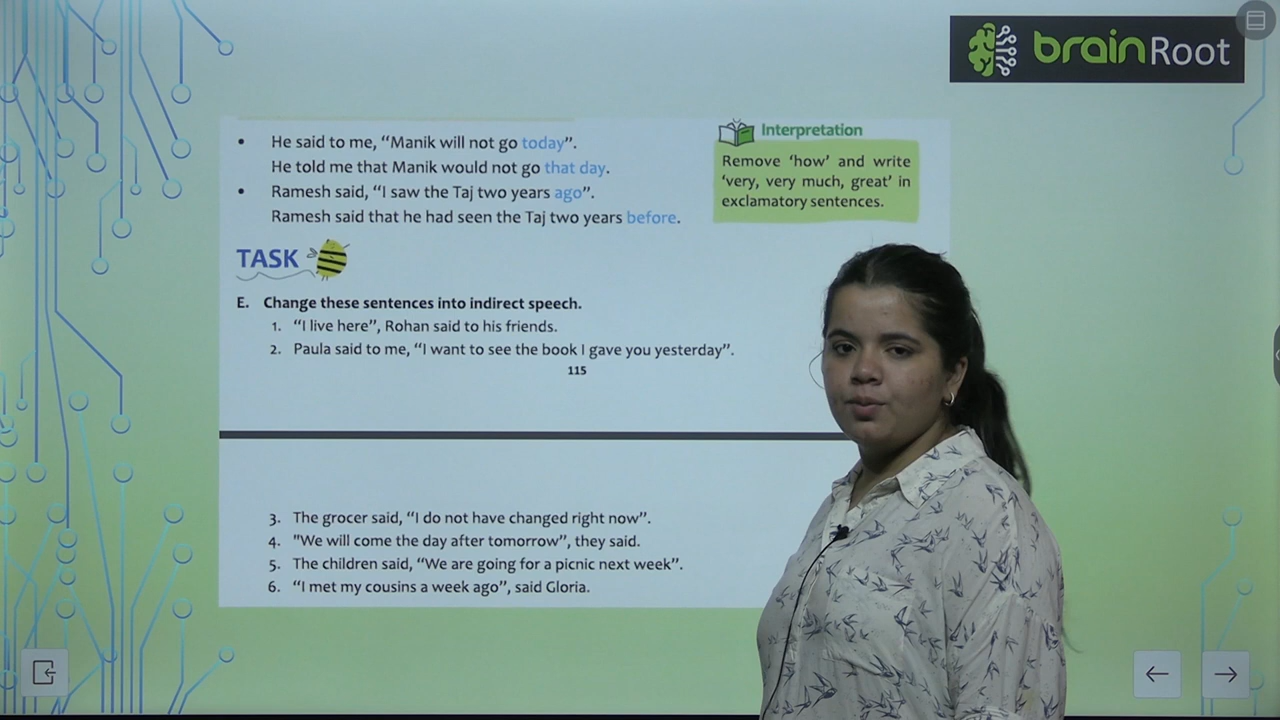 brainRoot
• He said to me, “Manik will not go today”.
He told me that Manik would not go that day.
• Ramesh said, “I saw the Taj two years ago”.
Ramesh said that he had seen the Taj two years before.
Interpretation
Remove ‘how’ and write
‘very, very much, great’ in
exclamatory sentences.
TASK
E. Change these sentences into indirect speech.
1. “I live here”, Rohan said to his friends.
2. Paula said to me, “I want to see the book I gave you yesterday”.
115
3. The grocer said, “I do not have changed right now”.
4. "We will come the day after tomorrow”, they said.
5. The children said, “We are going for a picnic next week”.
6. “I met my cousins a week ago”, said Gloria.